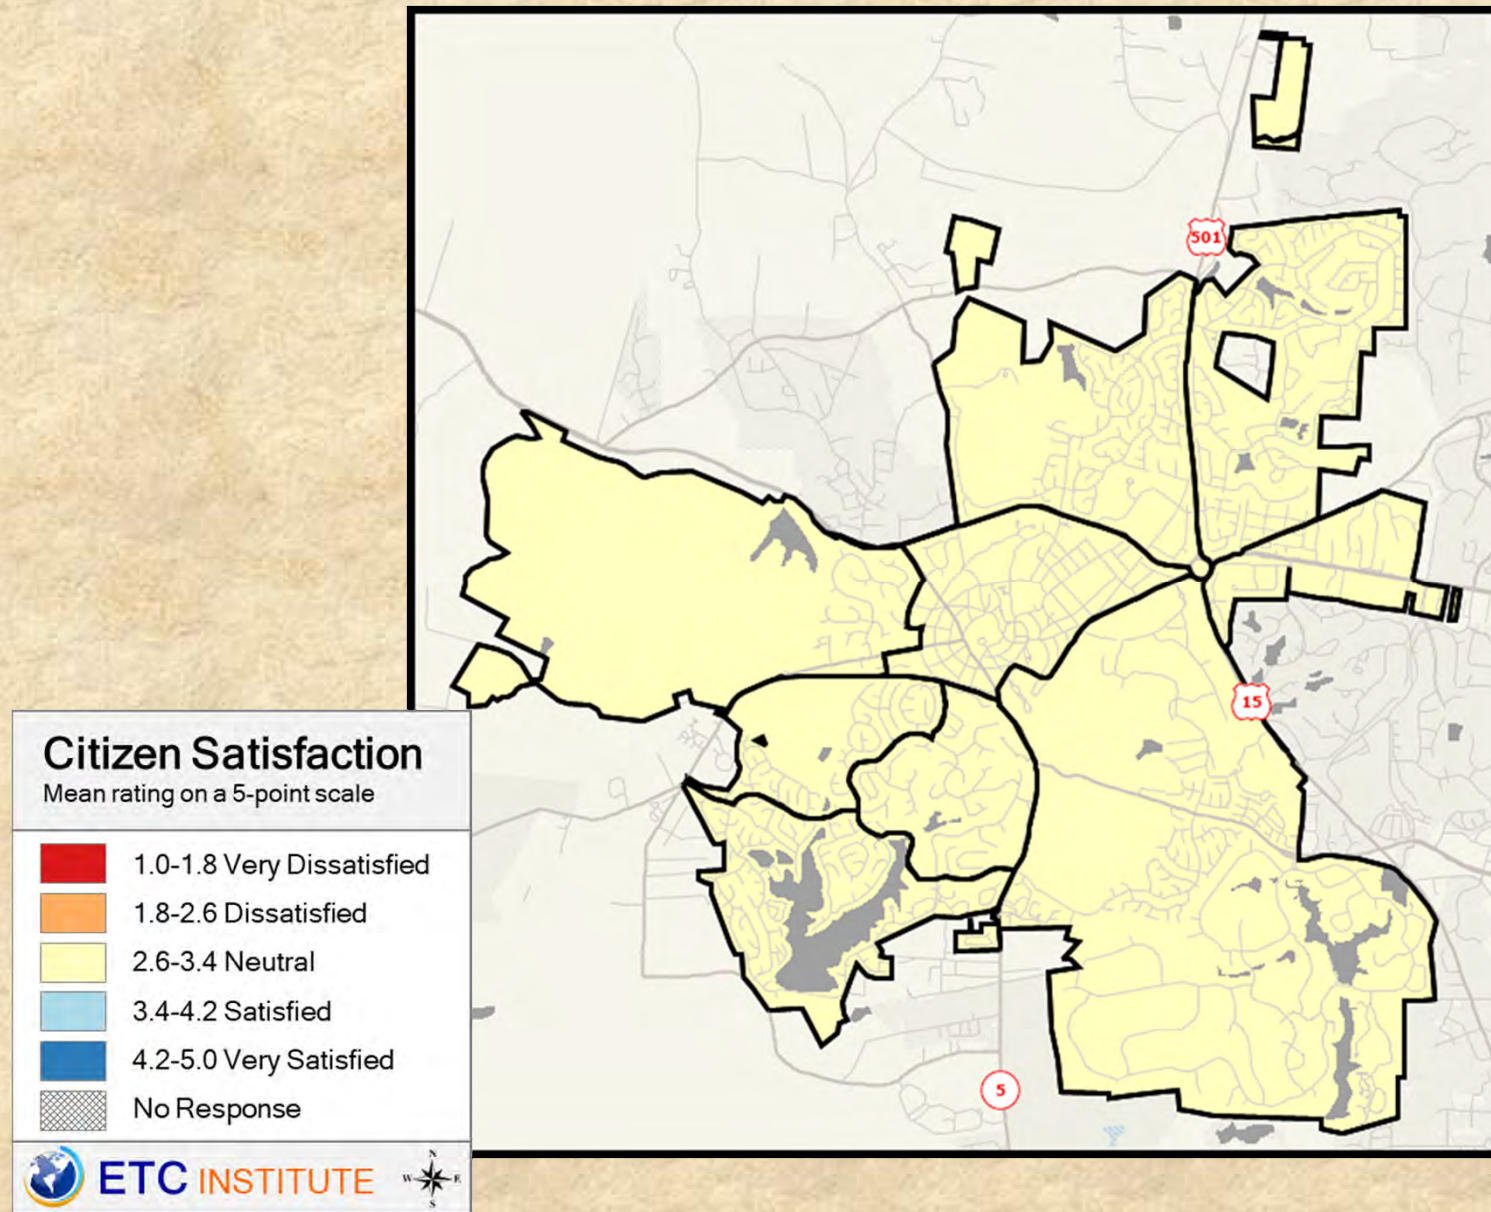 501
15
5
Citizen Satisfaction
Mean rating on a 5-point scale
1.0-1.8 Very Dissatisfied
1.8-2.6 Dissatisfied
2.6-3.4 Neutral
3.4-4.2 Satisfied
4.2-5.0 Very Satisfied
No Response
ETC INSTITUTE
N
W E
S